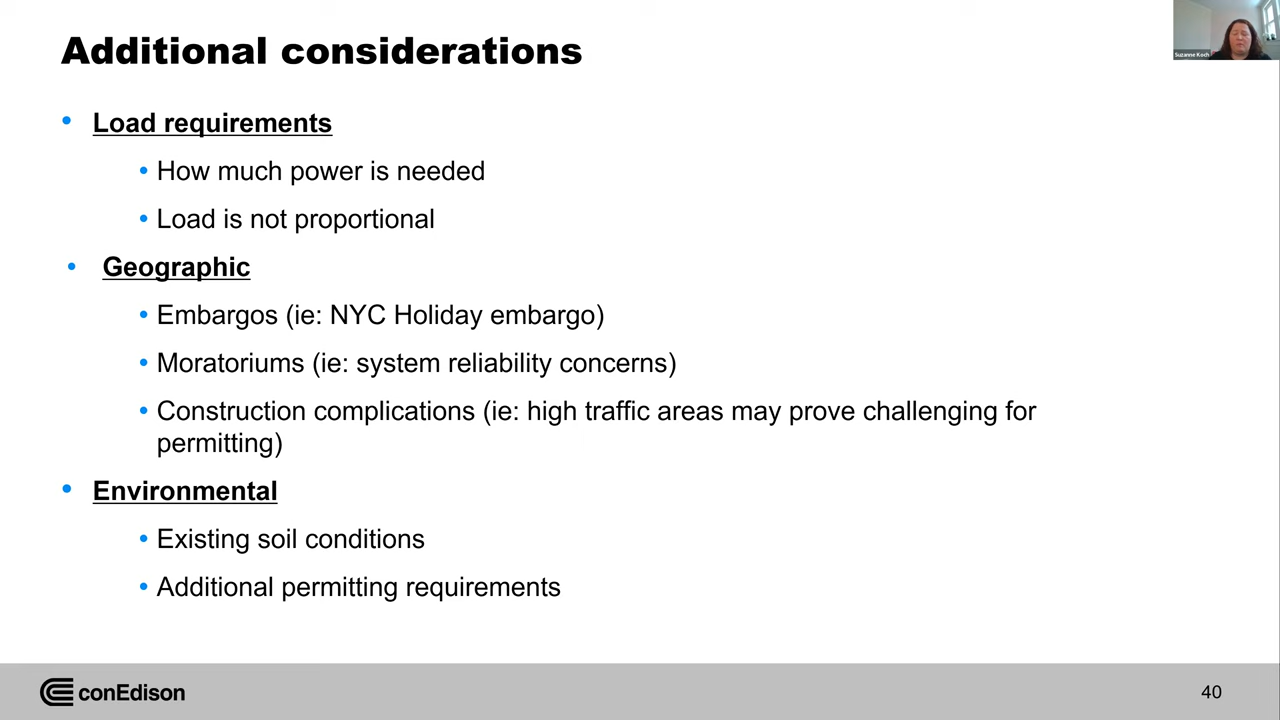 Additional considerations
Suzanne Koch
• Load requirements
• How much power is needed
• Load is not proportional
• Geographic
• Embargos (ie: NYC Holiday embargo)
• Moratoriums (ie: system reliability concerns)
• Construction complications (ie: high traffic areas may prove challenging for
permitting)
• Environmental
• Existing soil conditions
• Additional permitting requirements
conEdison
40